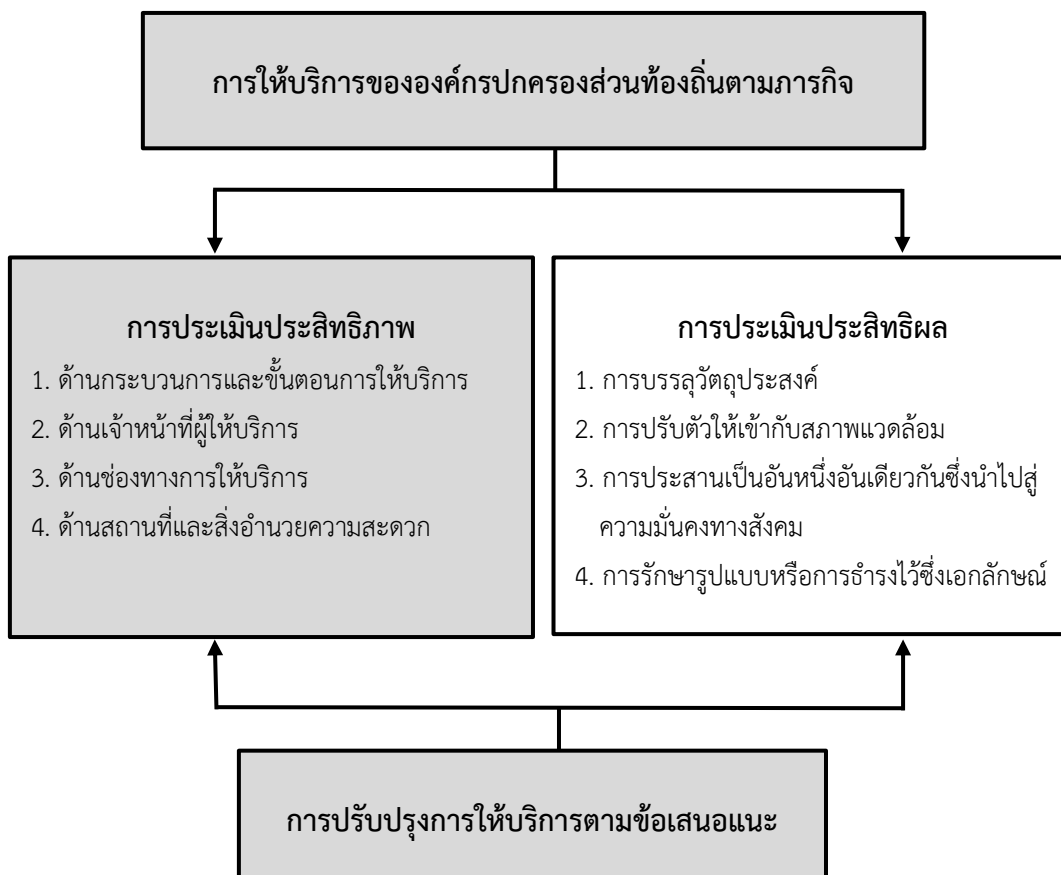 การให้บริการขององค์กรปกครองส่วนท้องถิ่นตามภารกิจ
การประเมินประสิทธิภาพ
1. ด้านกระบวนการและขั้นตอนการให้บริการ
2. ด้านเจ้าหน้าที่ผู้ให้บริการ
3. ด้านช่องทางการให้บริการ
4. ด้านสถานที่และสิ่งอำนวยความสะดวก
การประเมินประสิทธิผล
1. การบรรลุวัตถุประสงค์
2. การปรับตัวให้เข้ากับสภาพแวดล้อม
3. การประสานเป็นอันหนึ่งอันเดียวกันซึ่งนำไปสู่
ความมั่นคงทางสังคม
4. การรักษารูปแบบหรือการธำรงไว้ซึ่งเอกลักษณ์
การปรับปรุงการให้บริการตามข้อเสนอแนะ